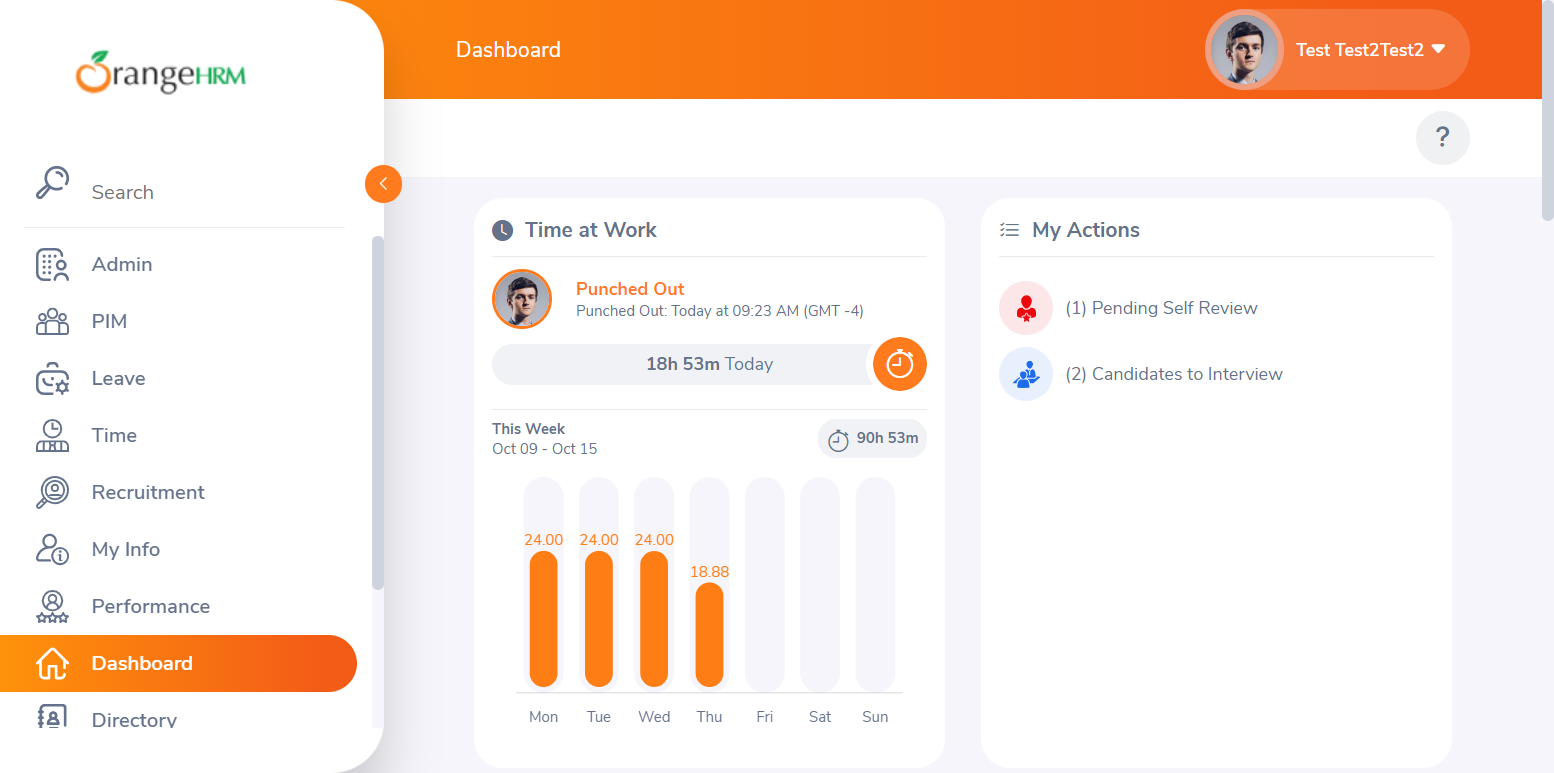 OrangeHRM
Search
Admin
PIM
Leave
Time
Recruitment
My Info
Performance
Dashboard
Directory
Dashboard
Test Test2Test2
?
Time at Work
Punched Out
Punched Out: Today at 09:23 AM (GMT -4)
18h 53m Today
This Week
Oct 09 - Oct 15
90h 53m
24.00 24.00 24.00
18.88
Mon Tue Wed Thu Fri Sat Sun
My Actions
(1) Pending Self Review
(2) Candidates to Interview